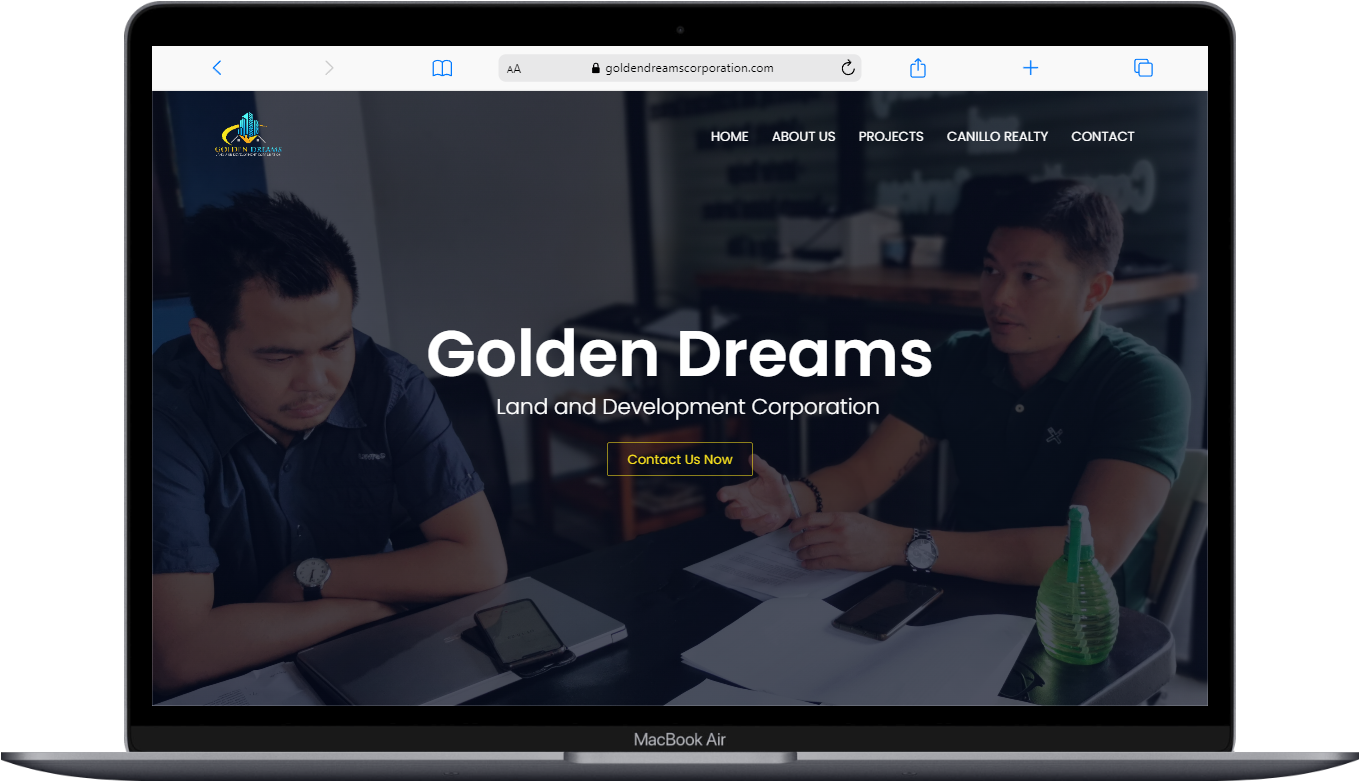 AA goldendreamscorporation.com
GOLDEN DREAMS
HOME ABOUT US PROJECTS CANILLO REALTY CONTACT
Golden Dreams
Land and Development Corporation
Contact Us Now
MacBook Air